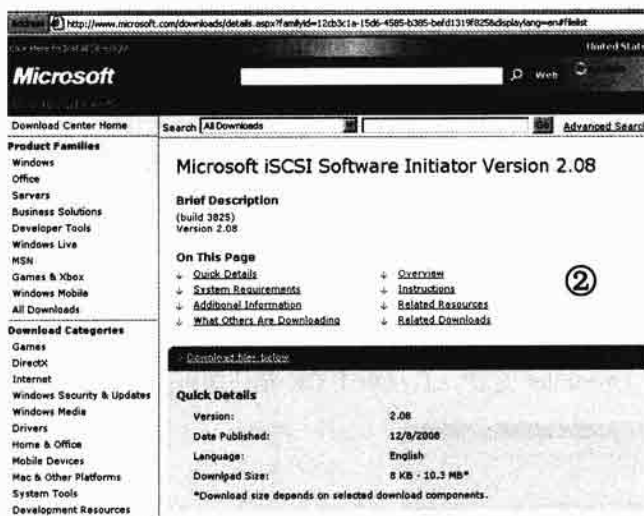 Address http://www.microsoft.com/downloads/details.aspx?familyid=12cb3c1a-15d6-4585-b385-befd1319f825&displaylang=en#filelist
United State
Microsoft
Web
Download Center Home
Search All Downloads Go Advanced Search
Product Families
Windows
Office
Servers
Business Solutions
Developer Tools
Windows Live
MSN
Games & Xbox
Windows Mobile
All Downloads
Download Categories
Games
DirectX
Internet
Windows Security & Updates
Windows Media
Drivers
Home & Office
Mobile Devices
Mac & Other Platforms
System Tools
Development Resources
Microsoft iSCSI Software Initiator Version 2.08
Brief Description
(build 3825)
Version 2.08
On This Page
↓ Quick Details ↓ Overview
↓ System Requirements ↓ Instructions
↓ Additional Information ↓ Related Resources
↓ What Others Are Downloading ↓ Related Downloads
②
Download files below
Quick Details
Version: 2.08
Date Published: 12/8/2008
Language: English
Download Size: 8 KB - 10.3 MB*
*Download size depends on selected download components.